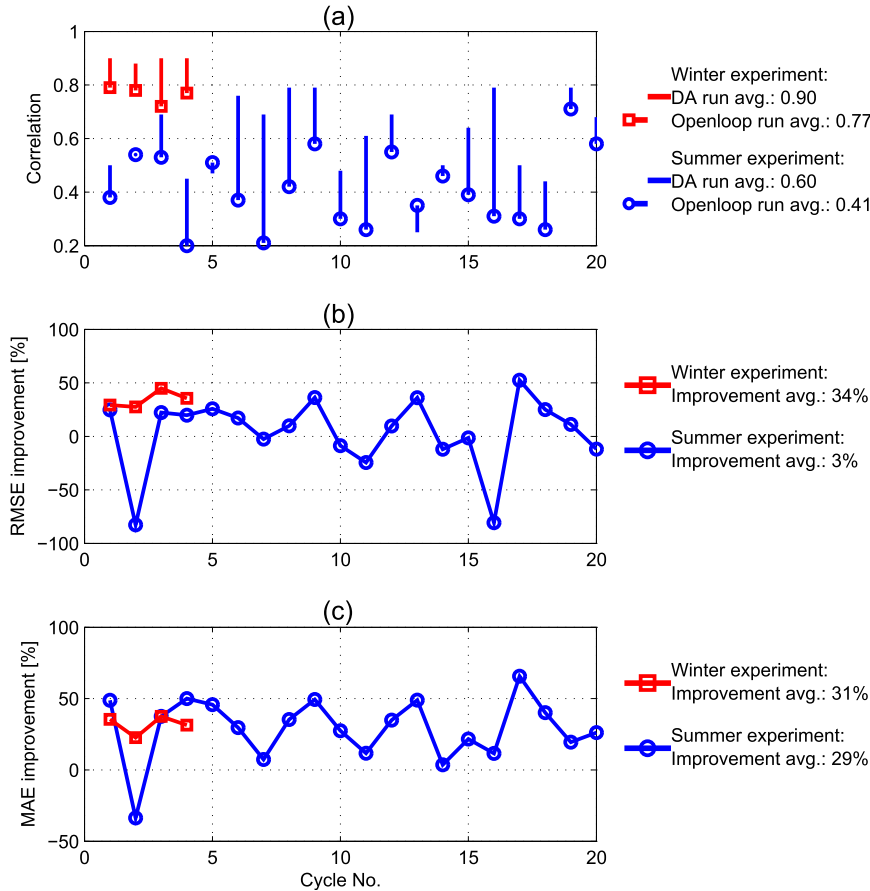 (a)
1
0.8
0.6
0.4
0.2
Correlation
0
5
10
15
20
Winter experiment:
DA run avg.: 0.90
Openloop run avg.: 0.77
Summer experiment:
DA run avg.: 0.60
Openloop run avg.: 0.41
(b)
100
50
0
−50
−100
RMSE improvement [%]
0
5
10
15
20
Winter experiment:
Improvement avg.: 34%
Summer experiment:
Improvement avg.: 3%
(c)
100
50
0
−50
MAE improvement [%]
0
5
10
15
20
Cycle No.
Winter experiment:
Improvement avg.: 31%
Summer experiment:
Improvement avg.: 29%